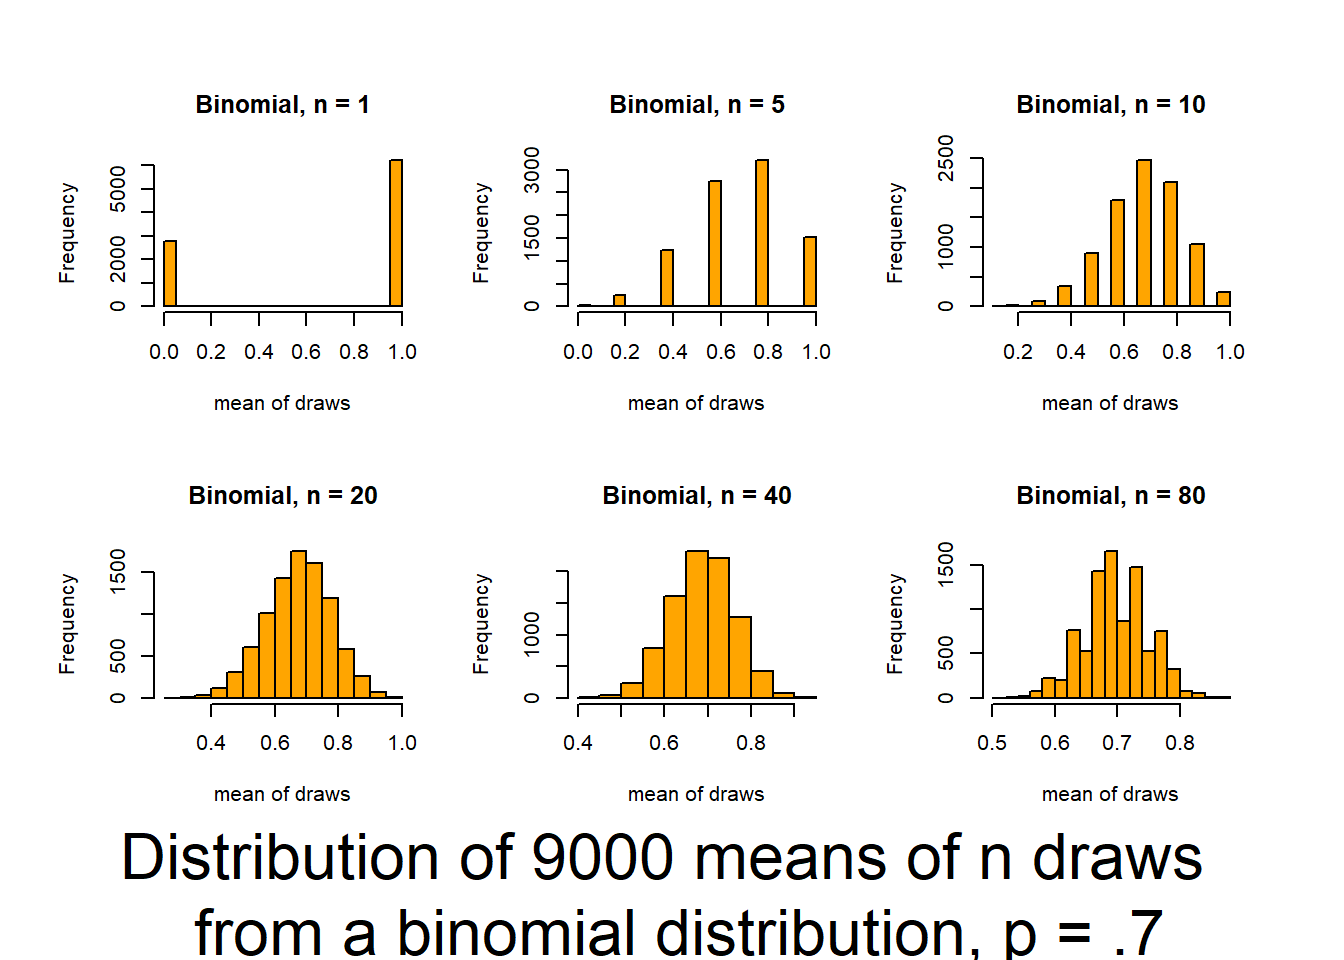 Binomial, n = 1
Frequency
0 2000 5000
0.0 0.2 0.4 0.6 0.8 1.0
mean of draws
Binomial, n = 5
Frequency
0 1500 3000
0.0 0.2 0.4 0.6 0.8 1.0
mean of draws
Binomial, n = 10
Frequency
0 1000 2500
0.2 0.4 0.6 0.8 1.0
mean of draws
Binomial, n = 20
Frequency
0 500 1500
0.4 0.6 0.8 1.0
mean of draws
Binomial, n = 40
Frequency
0 1000
0.4 0.6 0.8
mean of draws
Binomial, n = 80
Frequency
0 500 1500
0.5 0.6 0.7 0.8
mean of draws
Distribution of 9000 means of n draws
from a binomial distribution, p = .7